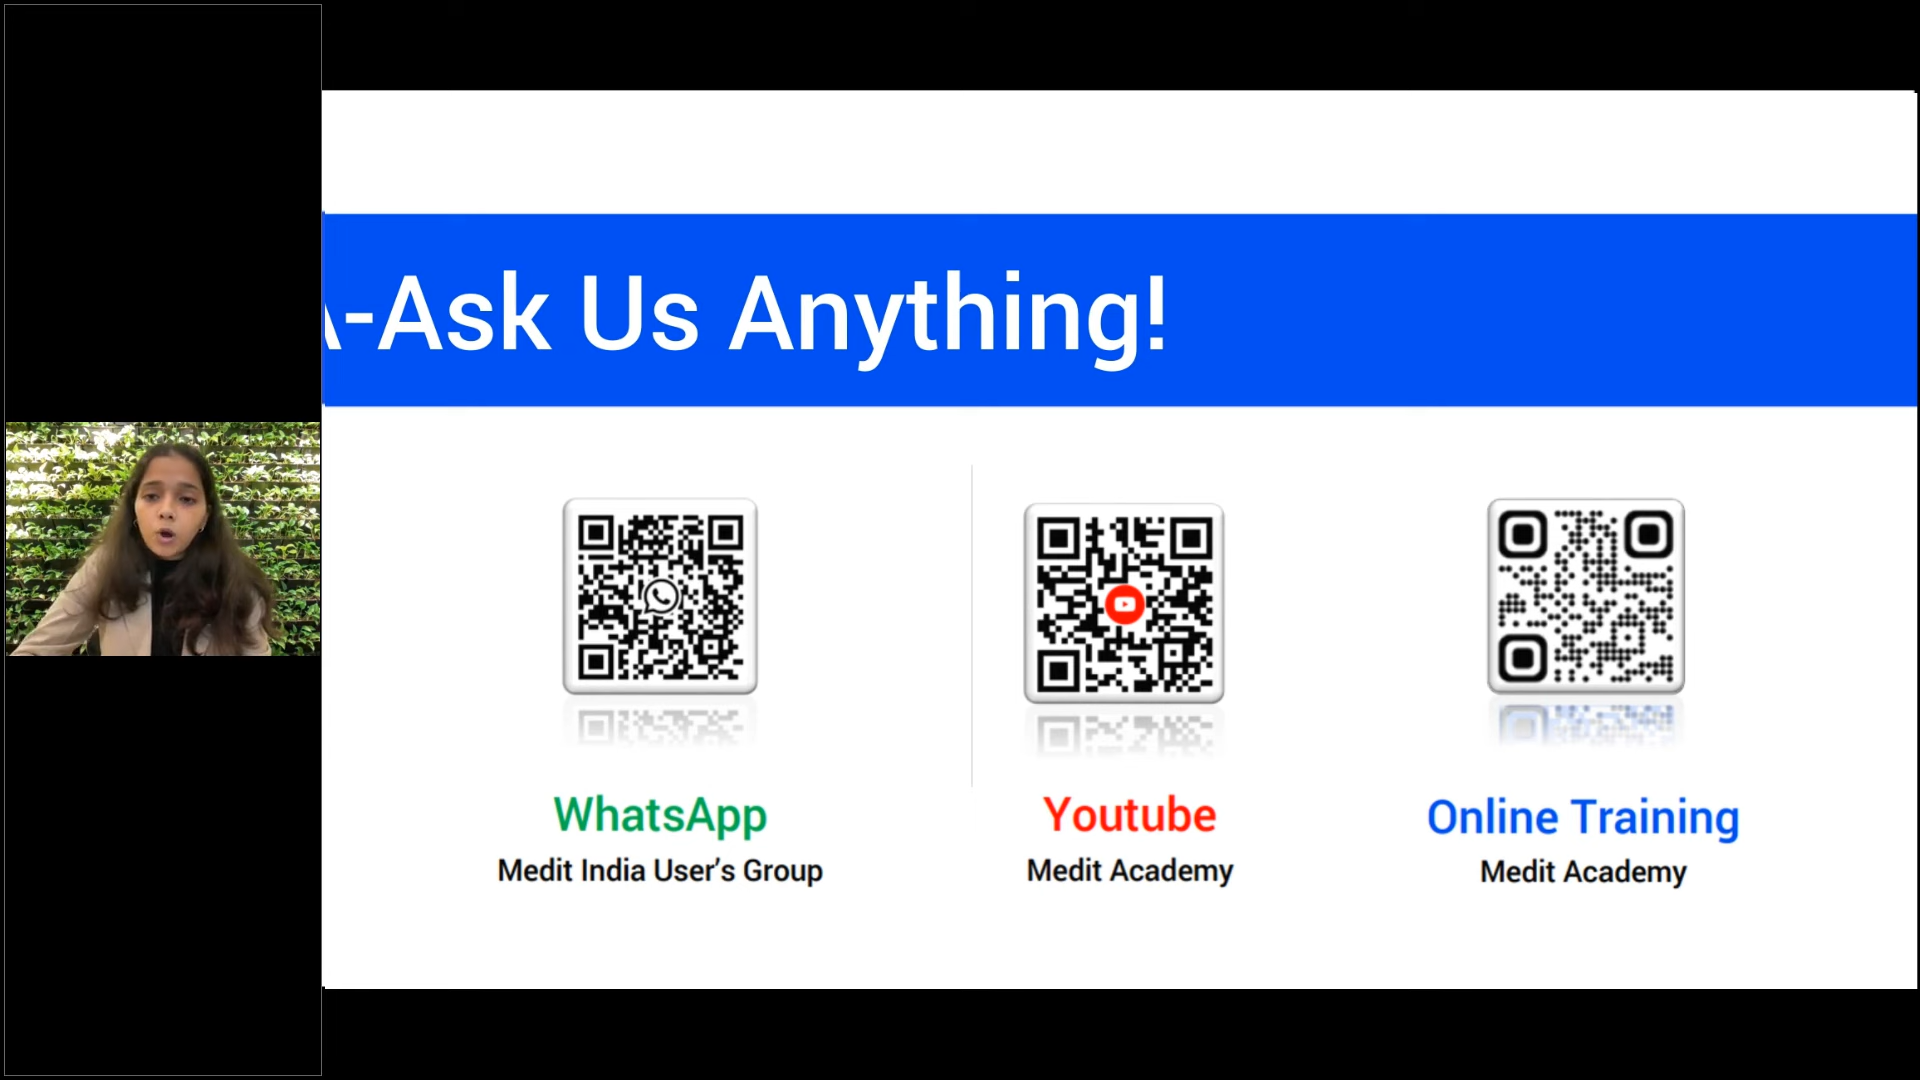 -Ask Us Anything!
WhatsApp
Medit India User’s Group
Youtube
Medit Academy
Online Training
Medit Academy